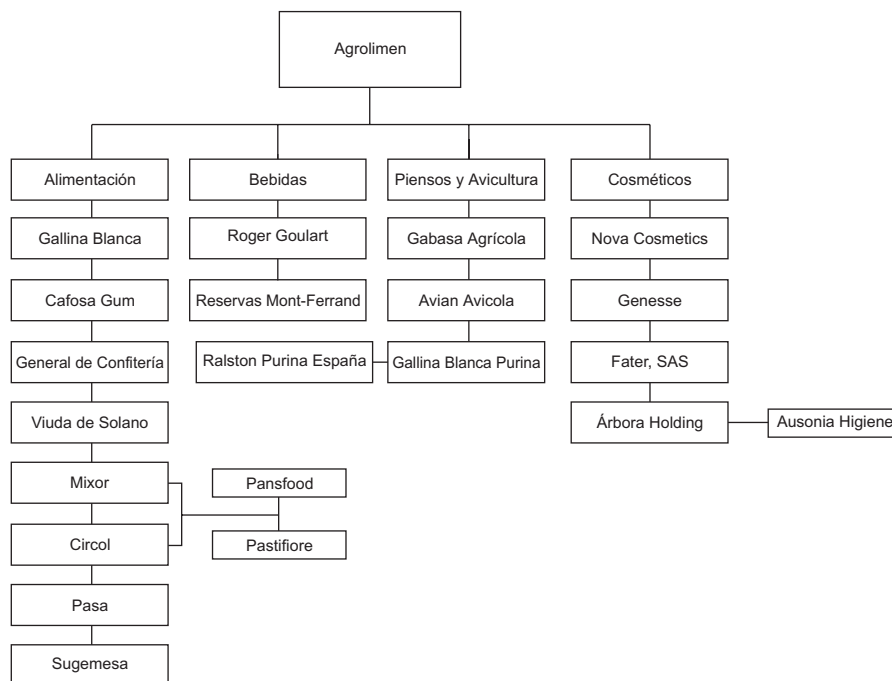 Agrolimen
Alimentación
Bebidas
Piensos y Avicultura
Cosméticos
Gallina Blanca
Roger Goulart
Gabasa Agrícola
Nova Cosmetics
Cafosa Gum
Reservas Mont-Ferrand
Avian Avicola
Genesse
General de Confitería
Ralston Purina España
Gallina Blanca Purina
Fater, SAS
Viuda de Solano
Árbora Holding
Ausonia Higiene
Mixor
Pansfood
Circol
Pastifiore
Pasa
Sugemesa